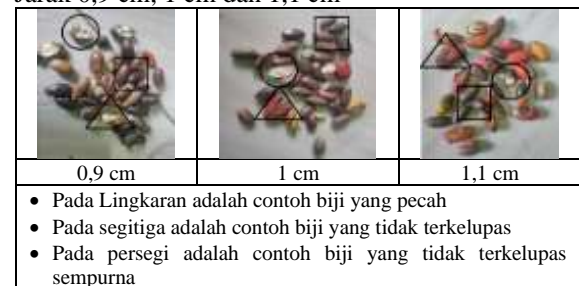 Jarak 0,9 cm, 1 cm dan 1,1 cm
0,9 cm
1 cm
1,1 cm
• Pada Lingkaran adalah contoh biji yang pecah
• Pada segitiga adalah contoh biji yang tidak terkelupas
• Pada persegi adalah contoh biji yang tidak terkelupas
sempurna